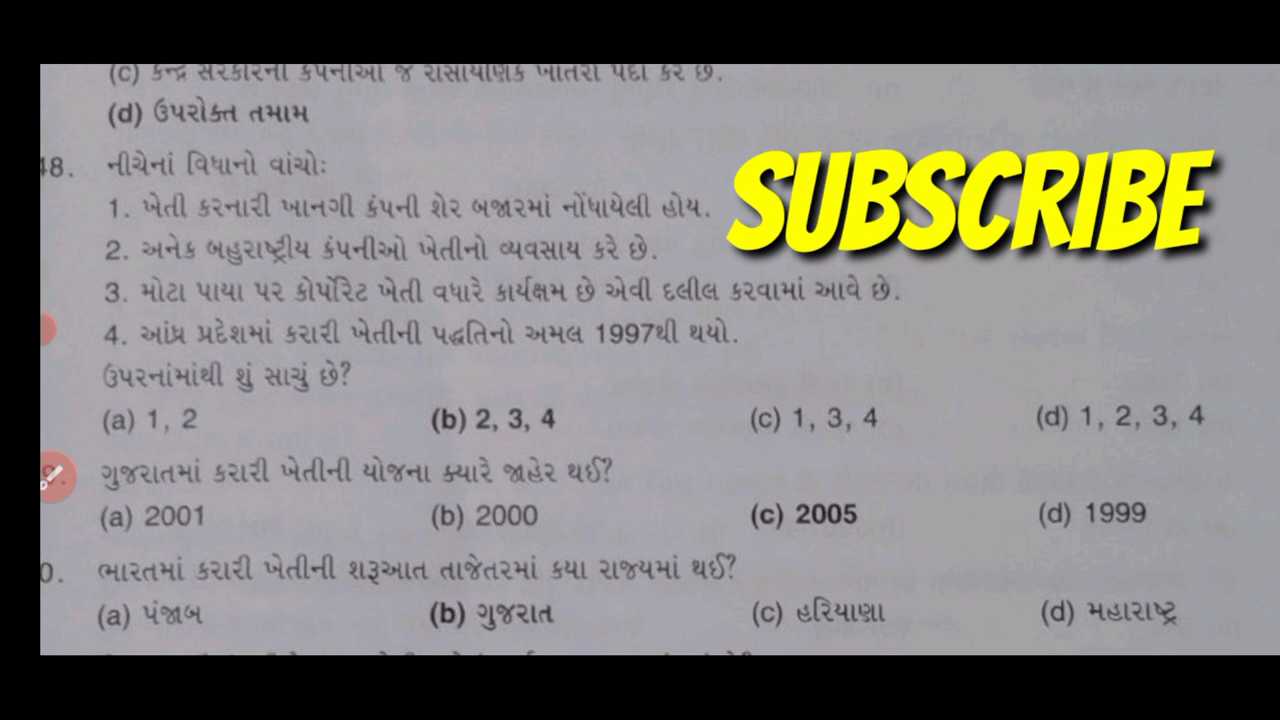 (c) કેન્દ્ર સરકારની કંપનીઓ જ રાસાયણિક ખાતરો પેદા કરે છે.
(d) ઉપરોક્ત તમામ
48. નીચેનાં વિધાનો વાંચોઃ
1. ખેતી કરનારી ખાનગી કંપની શેર બજારમાં નોંધાયેલી હોય.
SUBSCRIBE
2. અનેક બહુરાષ્ટ્રીય કંપનીઓ ખેતીનો વ્યવસાય કરે છે.
3. મોટા પાયા પર કોર્પોરેટ ખેતી વધારે કાર્યક્ષમ છે એવી દલીલ કરવામાં આવે છે.
4. આંધ્ર પ્રદેશમાં કરારી ખેતીની પદ્ધતિનો અમલ 1997થી થયો.
ઉપરનાંમાંથી શું સાચું છે?
(a) 1, 2 (b) 2, 3, 4 (c) 1, 3, 4 (d) 1, 2, 3, 4
9. ગુજરાતમાં કરારી ખેતીની યોજના ક્યારે જાહેર થઈ?
(a) 2001 (b) 2000 (c) 2005 (d) 1999
0. ભારતમાં કરારી ખેતીની શરૂઆત તાજેતરમાં કયા રાજ્યમાં થઈ?
(a) પંજાબ (b) ગુજરાત (c) હરિયાણા (d) મહારાષ્ટ્ર